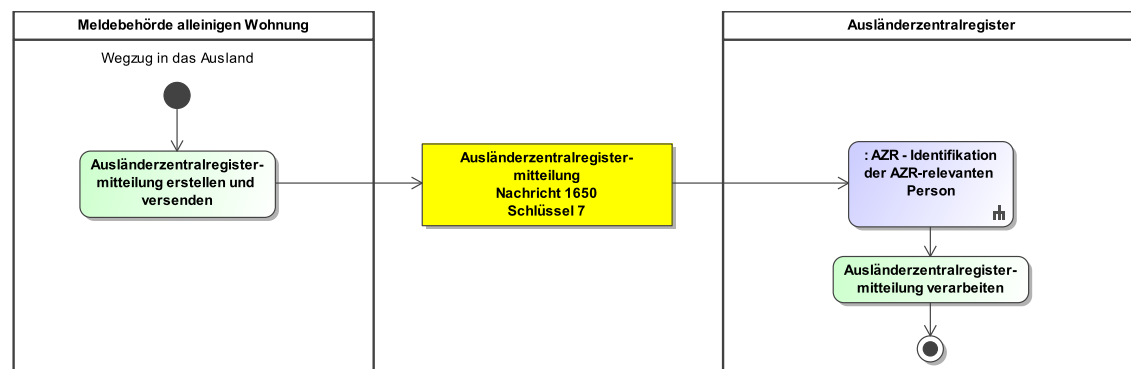 Meldebehörde alleinigen Wohnung
Ausländerzentralregister
Wegzug in das Ausland
Ausländerzentralregister-
mitteilung erstellen und
versenden
Ausländerzentralregister-
mitteilung
Nachricht 1650
Schlüssel 7
: AZR - Identifikation
der AZR-relevanten
Person
Ausländerzentralregister-
mitteilung verarbeiten